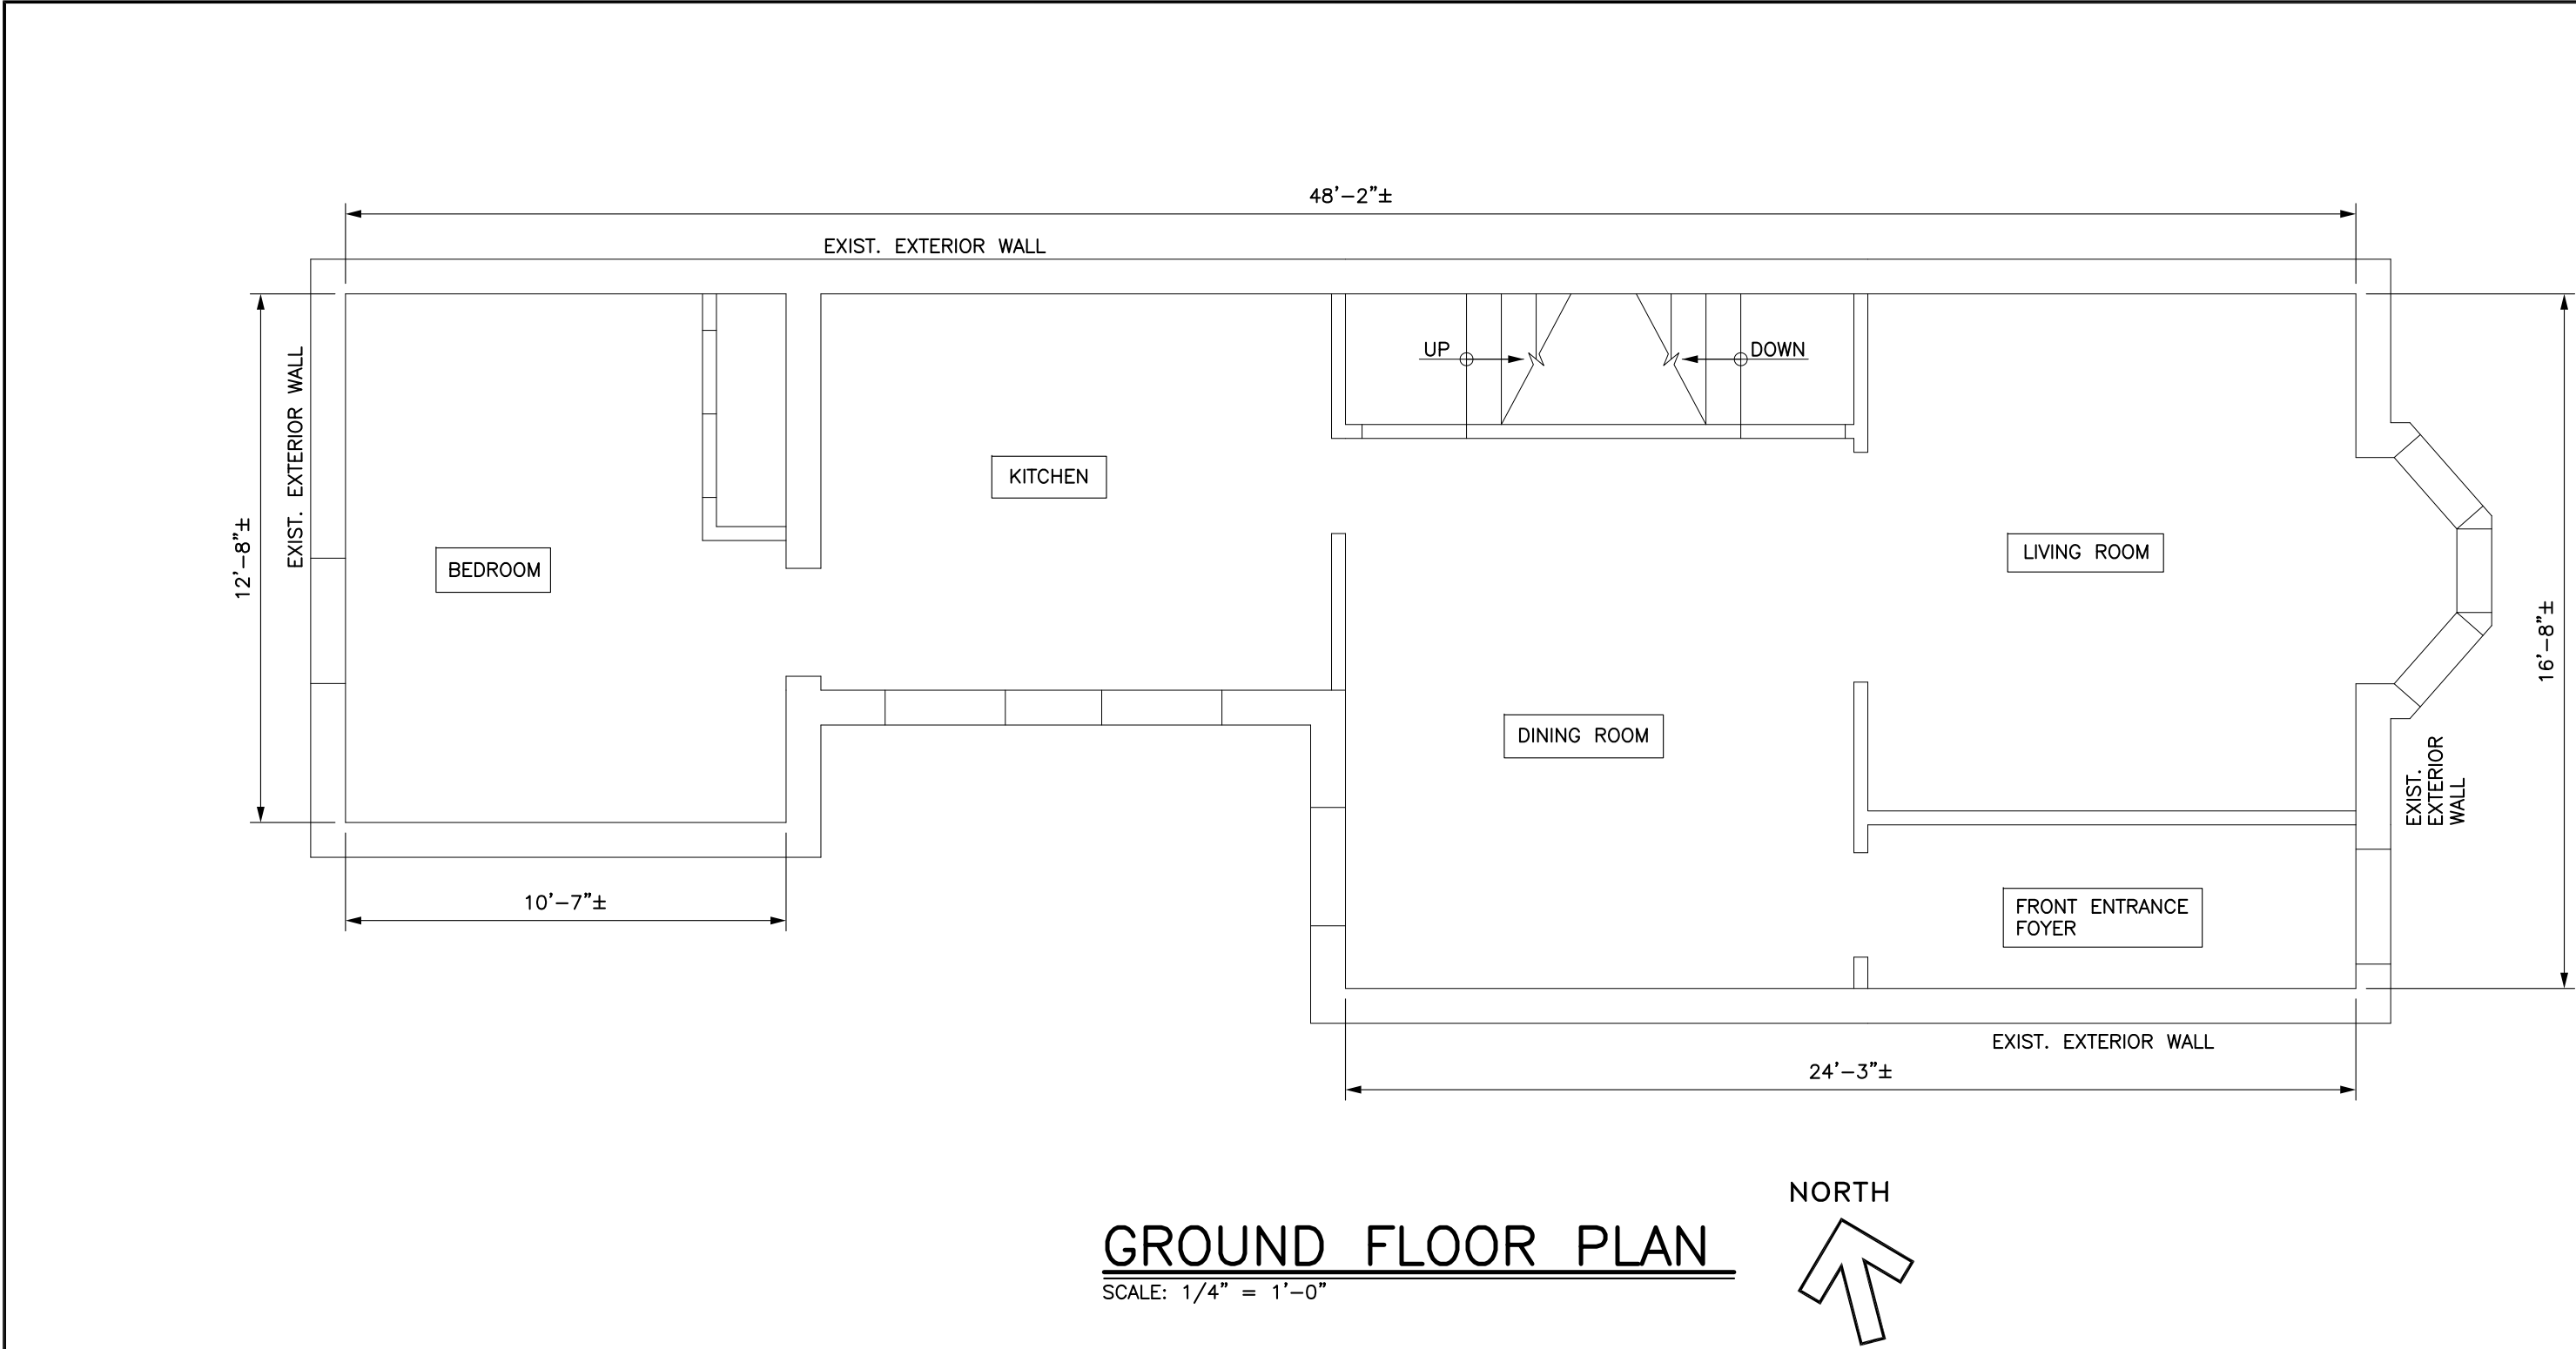 48'-2"±
EXIST. EXTERIOR WALL
EXIST. EXTERIOR WALL
12'-8"±
UP
DOWN
KITCHEN
BEDROOM
LIVING ROOM
16'-8"±
DINING ROOM
EXIST.
EXTERIOR
WALL
10'-7"±
FRONT ENTRANCE
FOYER
EXIST. EXTERIOR WALL
24'-3"±
NORTH
GROUND FLOOR PLAN
SCALE: 1/4" = 1'-0"